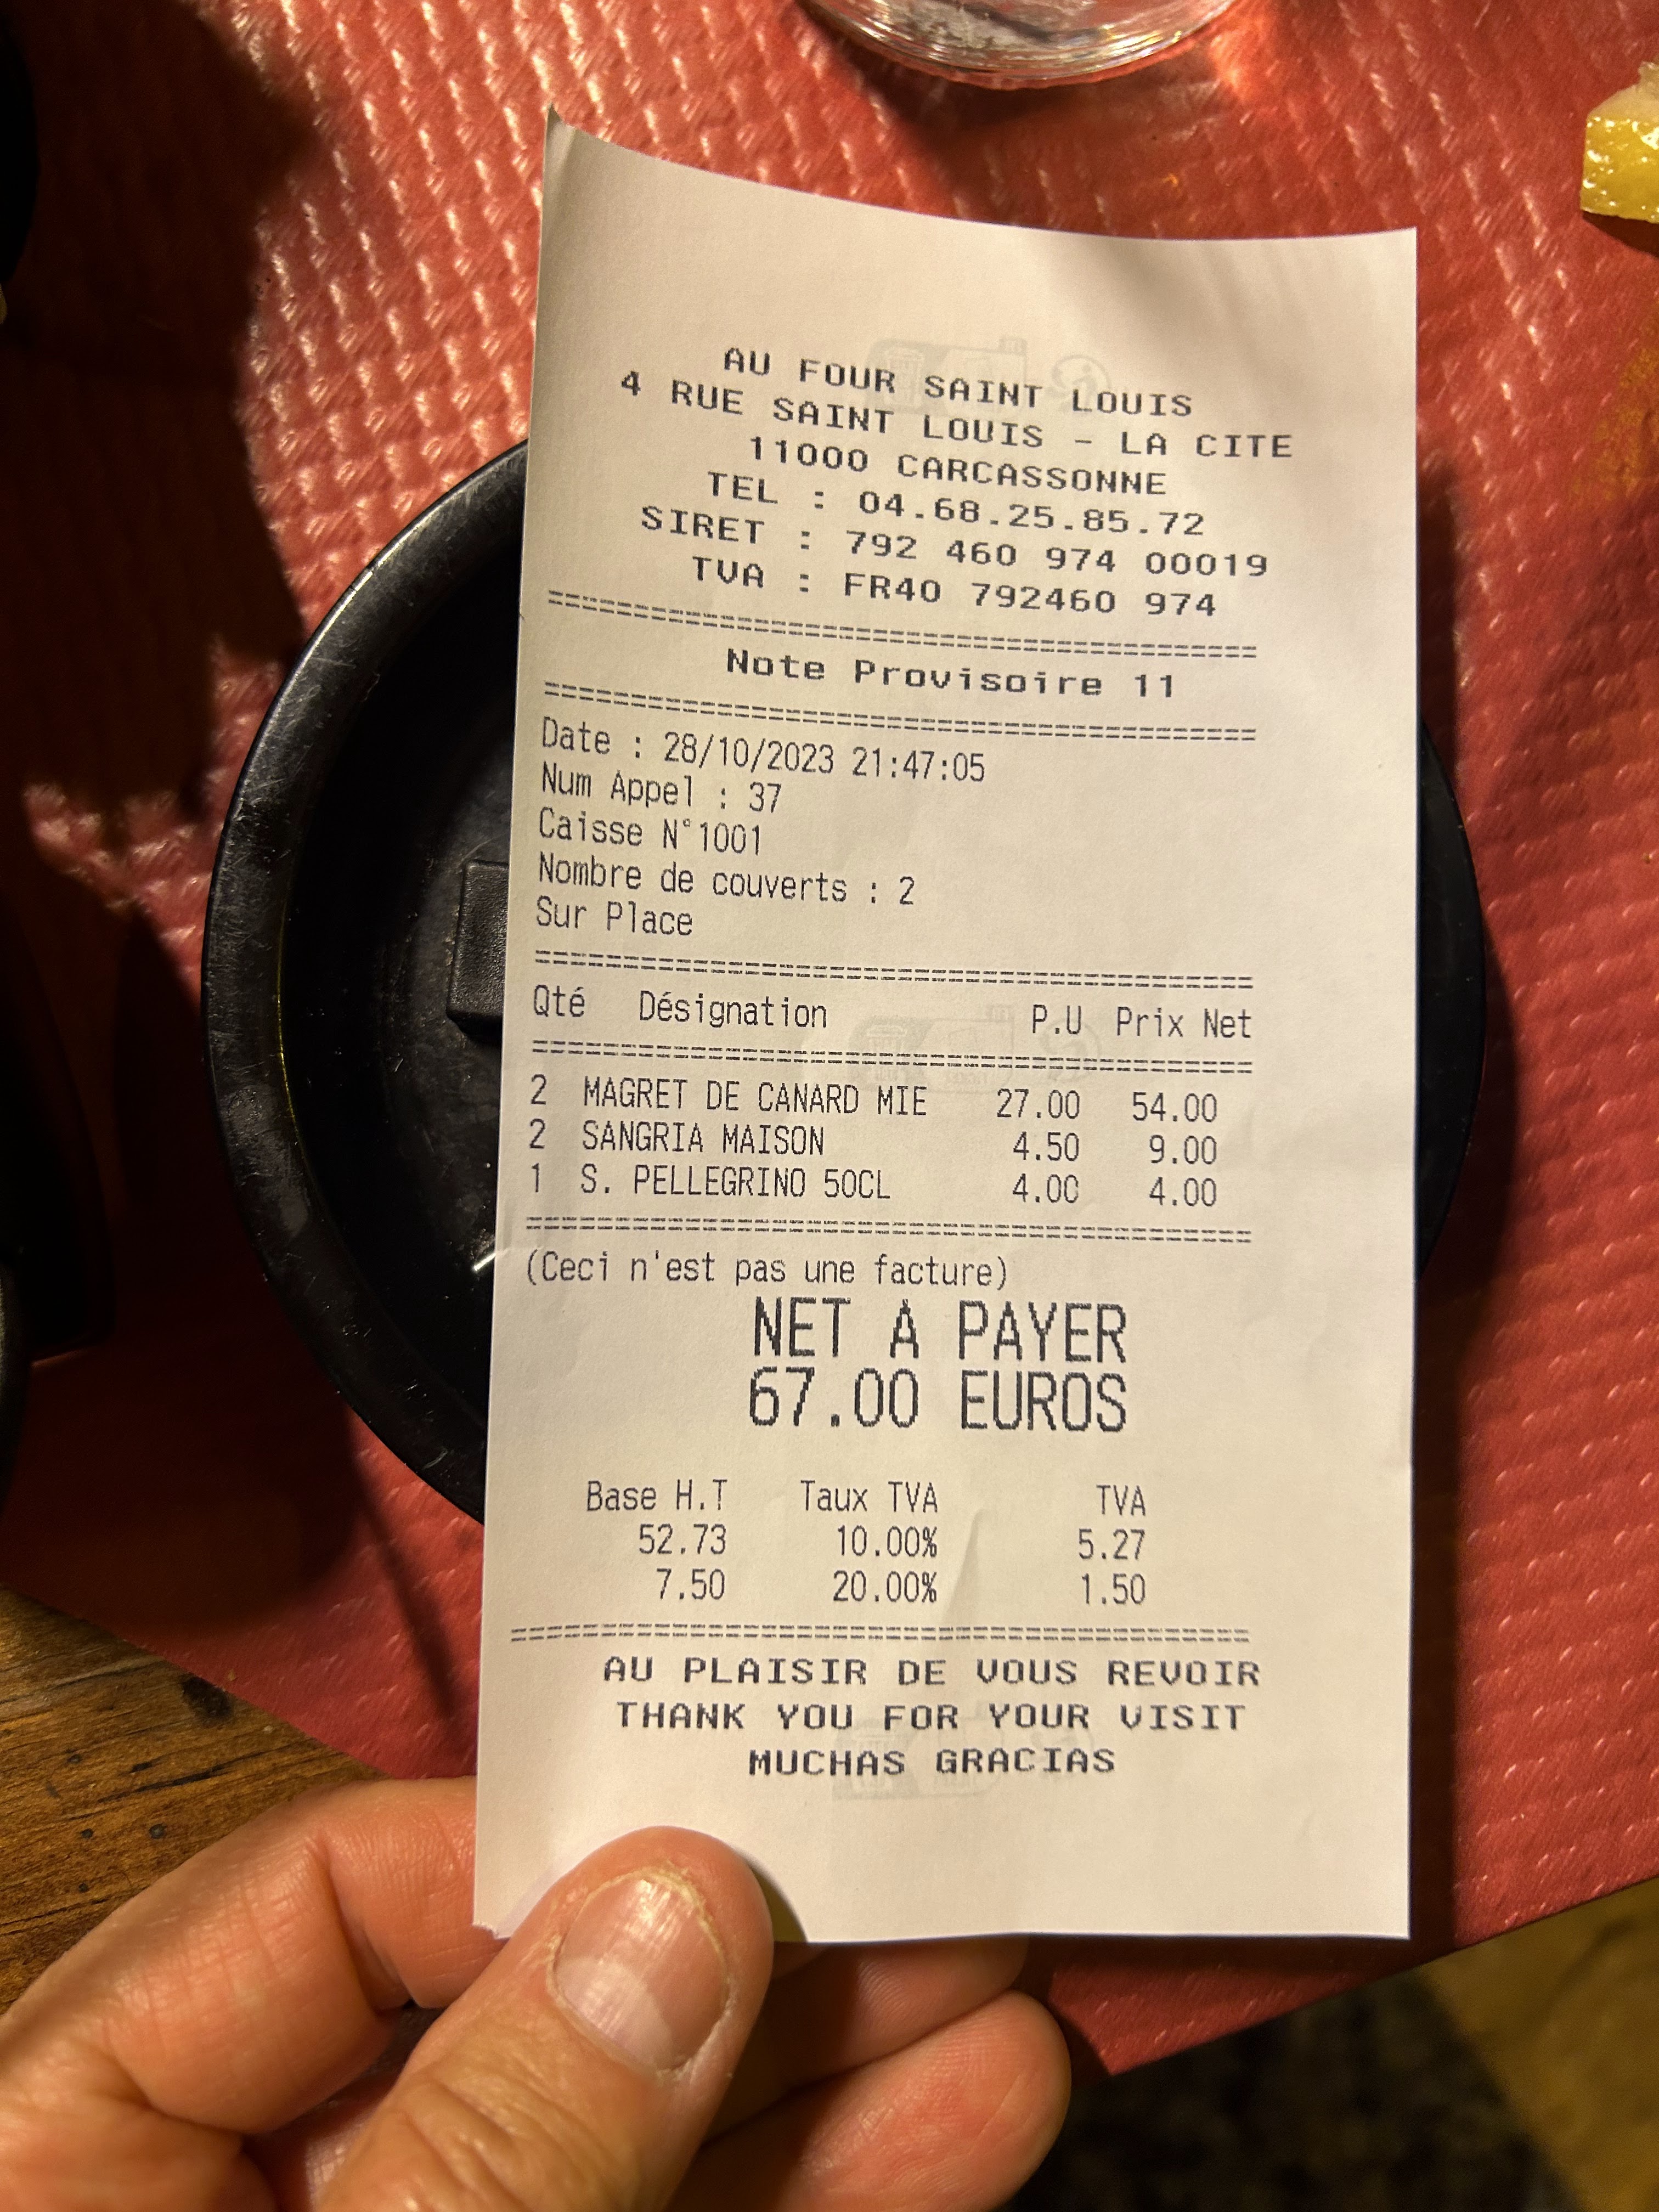 AU FOUR SAINT LOUIS
4 RUE SAINT LOUIS - LA CITE
11000 CARCASSONNE
TEL : 04.68.25.85.72
SIRET : 792 460 974 00019
TVA : FR40 792460 974
Note Provisoire 11
Date : 28/10/2023 21:47:05
Num Appel : 37
Caisse N°1001
Nombre de couverts : 2
Sur Place
Qté Désignation P.U Prix Net
2 MAGRET DE CANARD MIE 27.00 54.00
2 SANGRIA MAISON 4.50 9.00
1 S. PELLEGRINO 50CL 4.00 4.00
(Ceci n'est pas une facture)
NET A PAYER
67.00 EUROS
Base H.T Taux TVA TVA
52.73 10.00% 5.27
7.50 20.00% 1.50
AU PLAISIR DE VOUS REVOIR
THANK YOU FOR YOUR VISIT
MUCHAS GRACIAS